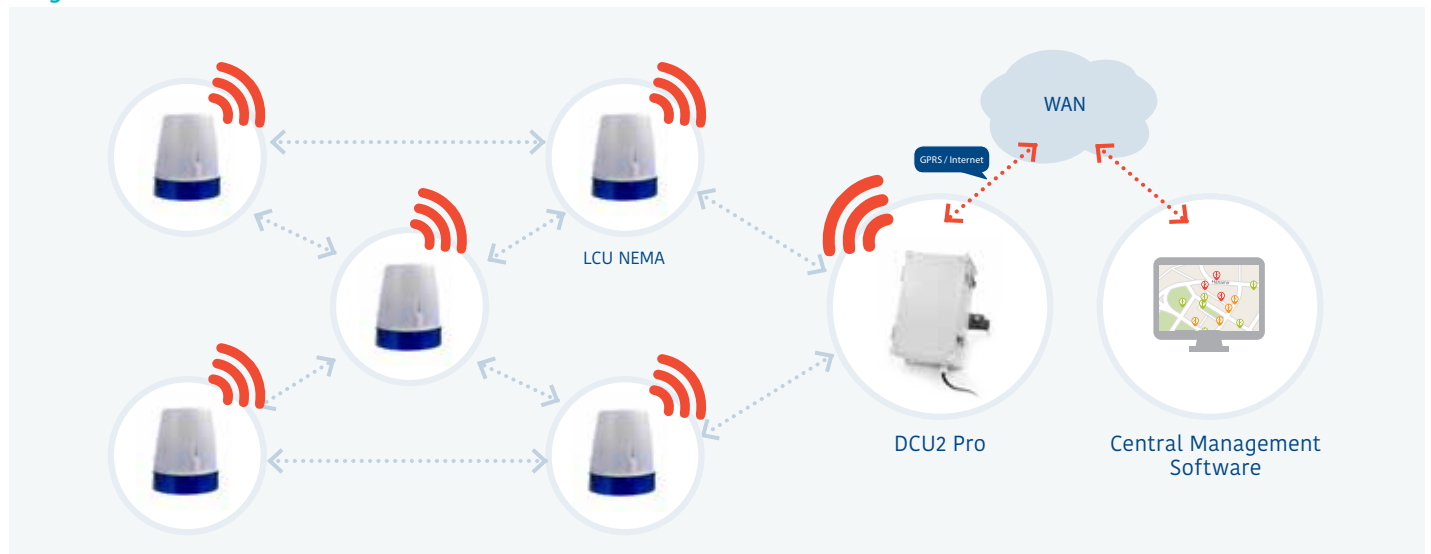 WAN
GPRS / Internet
LCU NEMA
DCU2 Pro
Central Management
Software